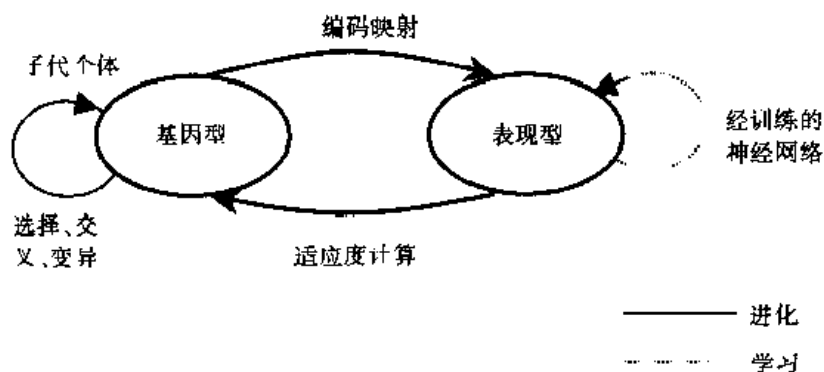 编码映射
子代个体
基因型
表现型
经训练的
神经网络
选择、交
叉、变异
适应度计算
进化
学习